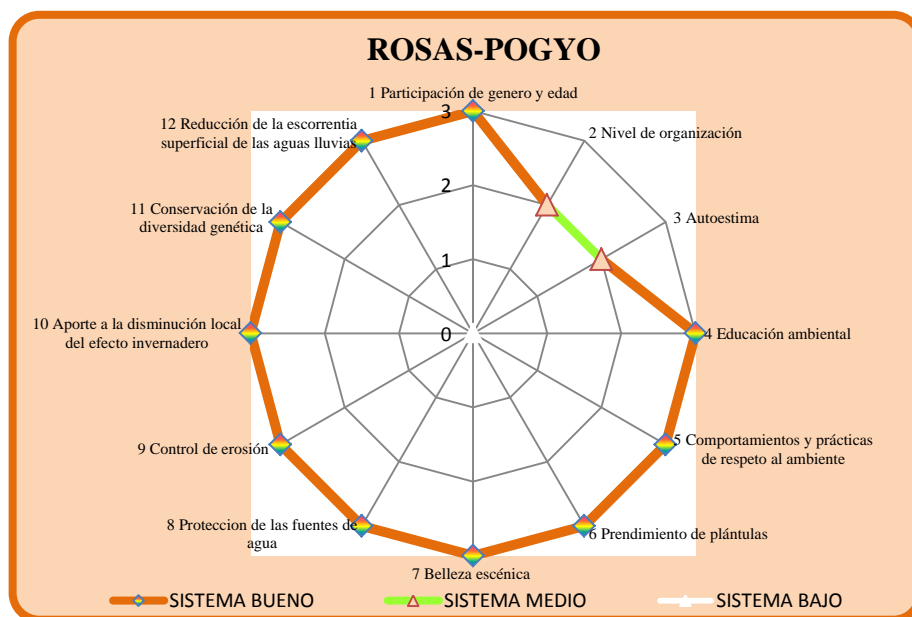 ROSAS-POGYO
1 Participación de genero y edad
2 Nivel de organización
3 Autoestima
4 Educación ambiental
5 Comportamientos y prácticas
de respeto al ambiente
6 Prendimiento de plántulas
7 Belleza escénica
8 Proteccion de las fuentes de
agua
9 Control de erosión
10 Aporte a la disminución local
del efecto invernadero
11 Conservación de la
diversidad genética
12 Reducción de la escorrentia
superficial de las aguas lluvias
3
2
1
0
SISTEMA BUENO
SISTEMA MEDIO
SISTEMA BAJO